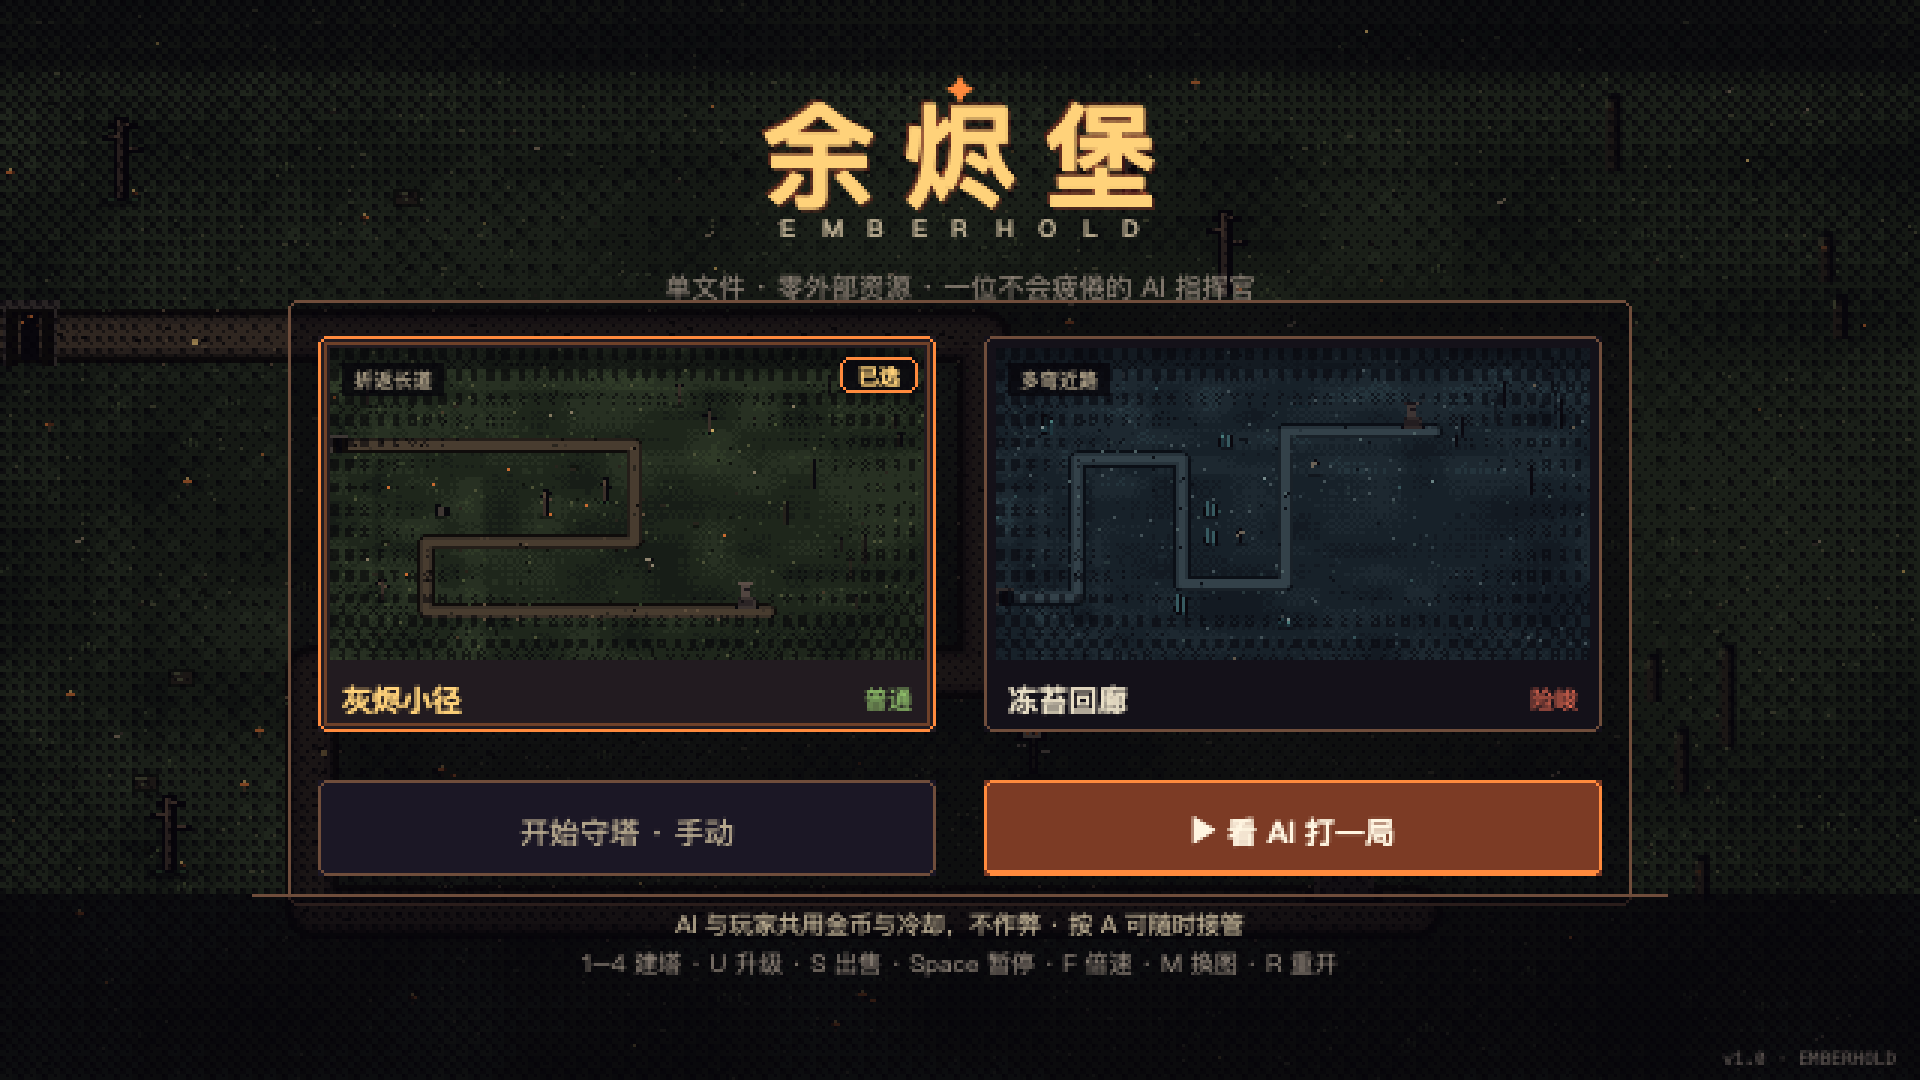 余烬堡
EMBERHOLD
单文件 · 零外部资源 · 一位不会疲倦的 AI 指挥官
折返长道
已选
多弯近路
灰烬小径
普通
冻苔回廊
险峻
开始守塔 · 手动
▶ 看 AI 打一局
AI 与玩家共用金币与冷却，不作弊 · 按 A 可随时接管
1–4 建塔 · U 升级 · S 出售 · Space 暂停 · F 倍速 · M 换图 · R 重开
v1.0 · EMBERHOLD